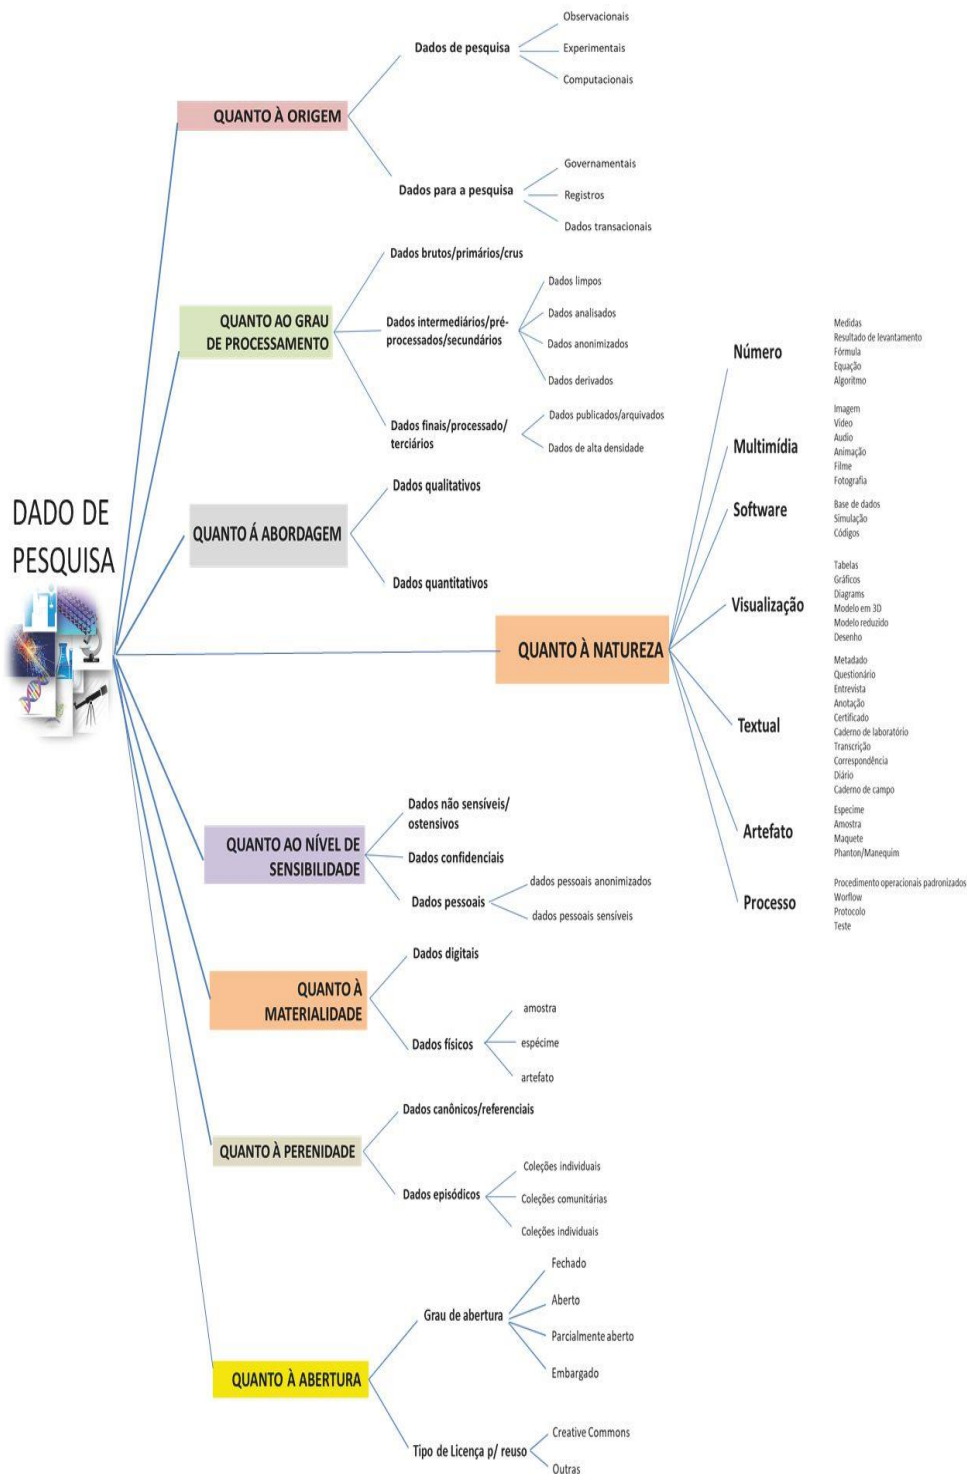 DADO DE
PESQUISA
QUANTO À ORIGEM
Dados de pesquisa
Observacionais
Experimentais
Computacionais
Dados para a pesquisa
Governamentais
Registros
Dados transacionais
QUANTO AO GRAU
DE PROCESSAMENTO
Dados brutos/primários/crus
Dados intermediários/pré-
processados/secundários
Dados limpos
Dados analisados
Dados anonimizados
Dados derivados
Dados finais/processado/
terciários
Dados publicados/arquivados
Dados de alta densidade
QUANTO Á ABORDAGEM
Dados qualitativos
Dados quantitativos
QUANTO À NATUREZA
Número
Medidas
Resultado de levantamento
Fórmula
Equação
Algoritmo
Multimídia
Imagem
Vídeo
Audio
Animação
Filme
Fotografia
Software
Base de dados
Simulação
Códigos
Visualização
Tabelas
Gráficos
Diagrams
Modelo em 3D
Modelo reduzido
Desenho
Textual
Metadado
Questionário
Entrevista
Anotação
Certificado
Caderno de laboratório
Transcrição
Correspondência
Diário
Caderno de campo
Artefato
Especime
Amostra
Maquete
Phanton/Manequim
Processo
Procedimento operacionais padronizados
Worflow
Protocolo
Teste
QUANTO AO NÍVEL DE
SENSIBILIDADE
Dados não sensíveis/
ostensivos
Dados confidenciais
Dados pessoais
dados pessoais anonimizados
dados pessoais sensíveis
QUANTO À
MATERIALIDADE
Dados digitais
Dados físicos
amostra
espécime
artefato
QUANTO À PERENIDADE
Dados canônicos/referenciais
Dados episódicos
Coleções individuais
Coleções comunitárias
Coleções individuais
QUANTO À ABERTURA
Grau de abertura
Fechado
Aberto
Parcialmente aberto
Embargado
Tipo de Licença p/ reuso
Creative Commons
Outras